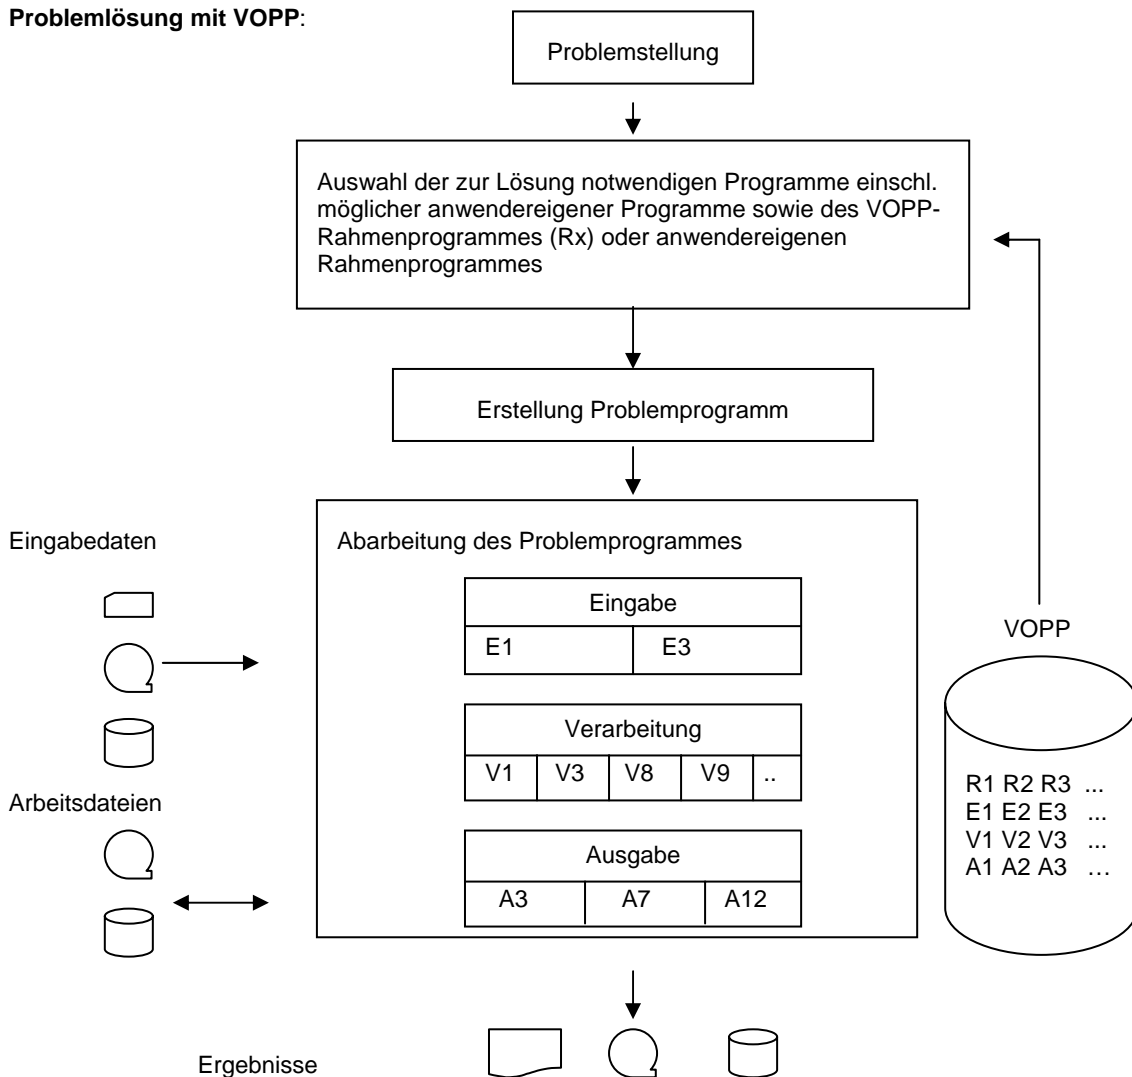 Problemlösung mit VOPP:
Problemstellung
Auswahl der zur Lösung notwendigen Programme einschl.
möglicher anwendereigener Programme sowie des VOPP-
Rahmenprogrammes (Rx) oder anwendereigenen
Rahmenprogrammes
Erstellung Problemprogramm
Eingabedaten
Abarbeitung des Problemprogrammes
Eingabe
E1 E3
VOPP
Verarbeitung
V1 V3 V8 V9 ..
R1 R2 R3 ...
E1 E2 E3 ...
V1 V2 V3 ...
A1 A2 A3 …
Arbeitsdateien
Ausgabe
A3 A7 A12
Ergebnisse